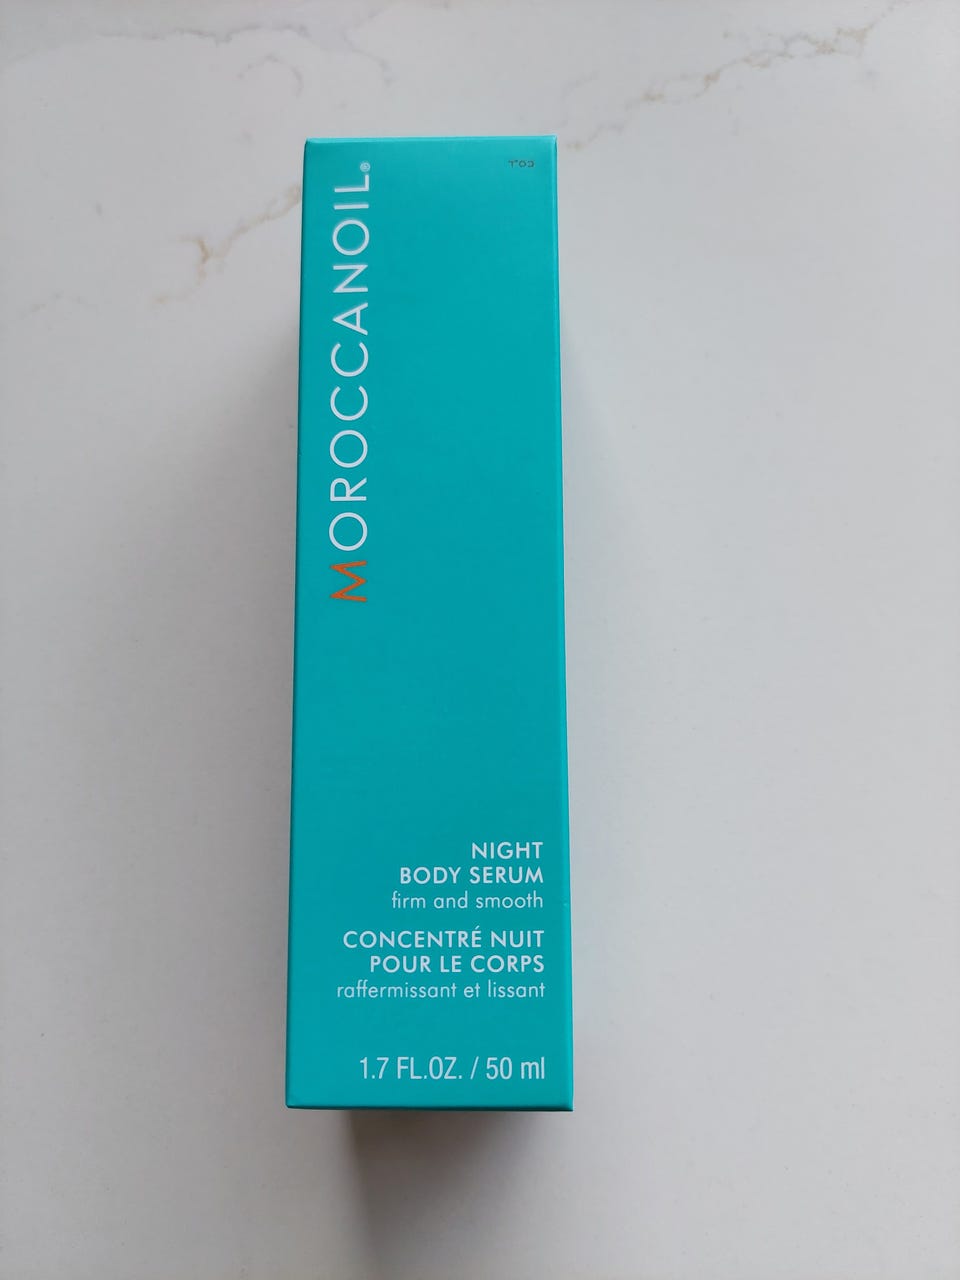 MOROCCANOIL®
NIGHT
BODY SERUM
firm and smooth
CONCENTRÉ NUIT
POUR LE CORPS
raffermissant et lissant
1.7 FL.OZ. / 50 ml